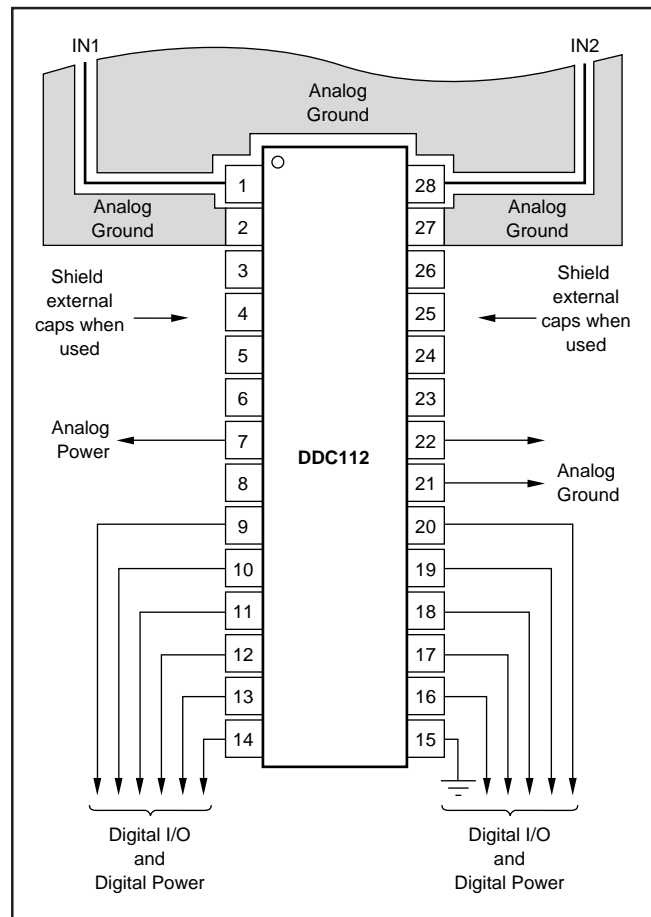 IN1
IN2
Analog
Ground
1
28
Analog
Ground
2
27
Analog
Ground
3
26
Shield
external
caps when
used
4
25
Shield
external
caps when
used
5
24
6
23
Analog
Power
7
DDC112
22
8
21
Analog
Ground
9
20
10
19
11
18
12
17
13
16
14
15
Digital I/O
and
Digital Power
Digital I/O
and
Digital Power